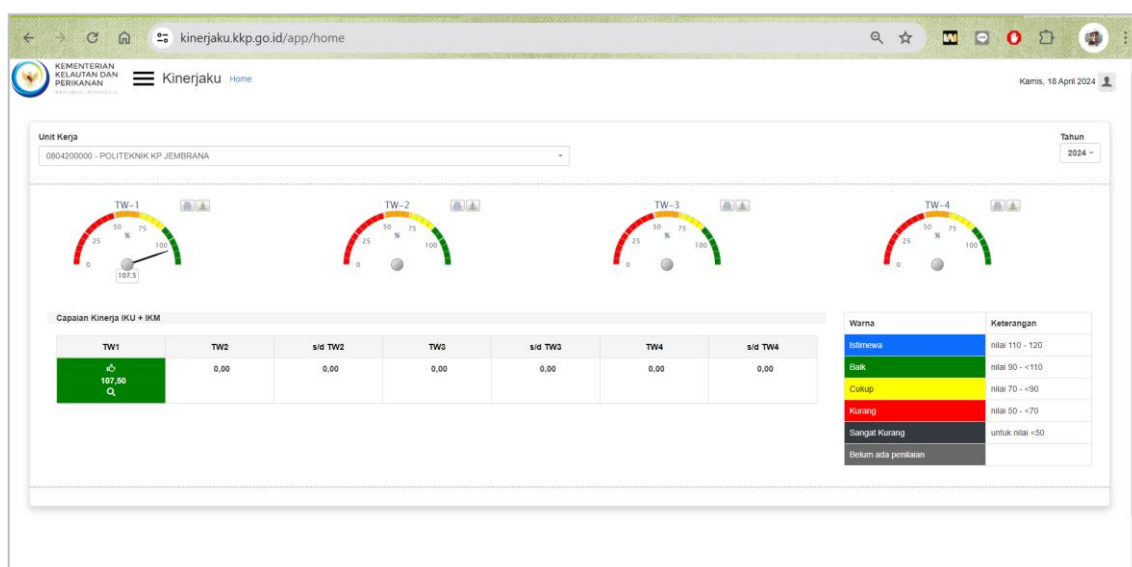 kinerjaku.kkp.go.id/app/home
KEMENTERIAN
KELAUTAN DAN
PERIKANAN
REPUBLIK INDONESIA
Kinerjaku Home
Kamis, 18 April 2024
Unit Kerja
Tahun
0804200000 - POLITEKNIK KP JEMBRANA
2024
TW-1
0 25 50 75 100
%
107.5
TW-2
0 25 50 75 100
%
TW-3
0 25 50 75 100
%
TW-4
0 25 50 75 100
%
Capaian Kinerja IKU + IKM
TW1 TW2 s/d TW2 TW3 s/d TW3 TW4 s/d TW4
107,50 0,00 0,00 0,00 0,00 0,00 0,00
Warna Keterangan
Istimewa nilai 110 - 120
Baik nilai 90 - <110
Cukup nilai 70 - <90
Kurang nilai 50 - <70
Sangat Kurang untuk nilai <50
Belum ada penilaian